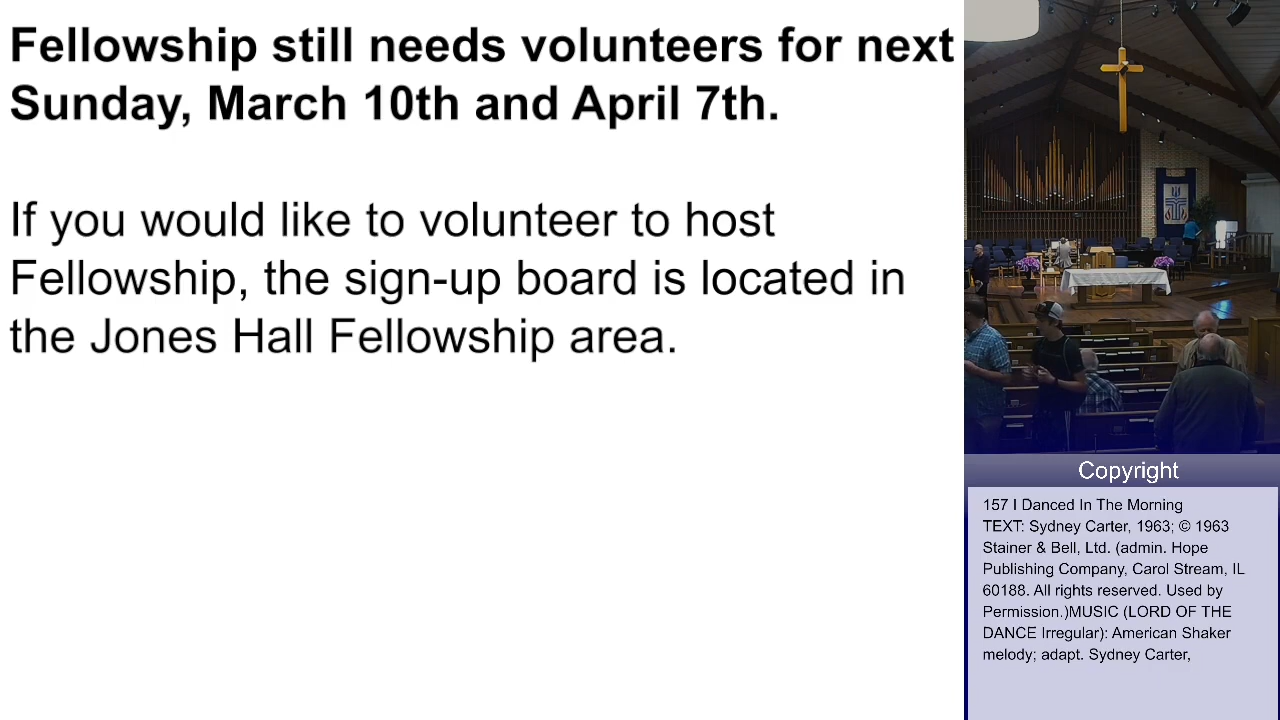 Fellowship still needs volunteers for next
Sunday, March 10th and April 7th.
If you would like to volunteer to host
Fellowship, the sign-up board is located in
the Jones Hall Fellowship area.
Copyright
157 I Danced In The Morning
TEXT: Sydney Carter, 1963; © 1963
Stainer & Bell, Ltd. (admin. Hope
Publishing Company, Carol Stream, IL
60188. All rights reserved. Used by
Permission.)MUSIC (LORD OF THE
DANCE Irregular): American Shaker
melody; adapt. Sydney Carter,